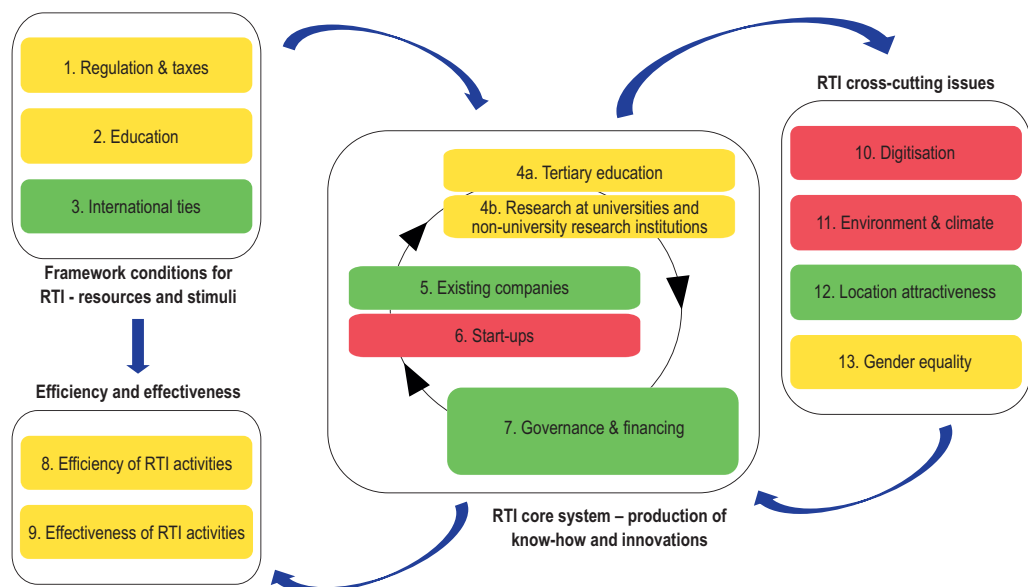 1. Regulation & taxes
2. Education
3. International ties
Framework conditions for
RTI - resources and stimuli
Efficiency and effectiveness
8. Efficiency of RTI activities
9. Effectiveness of RTI activities
4a. Tertiary education
4b. Research at universities and
non-university research institutions
5. Existing companies
6. Start-ups
7. Governance & financing
RTI core system – production of
know-how and innovations
RTI cross-cutting issues
10. Digitisation
11. Environment & climate
12. Location attractiveness
13. Gender equality